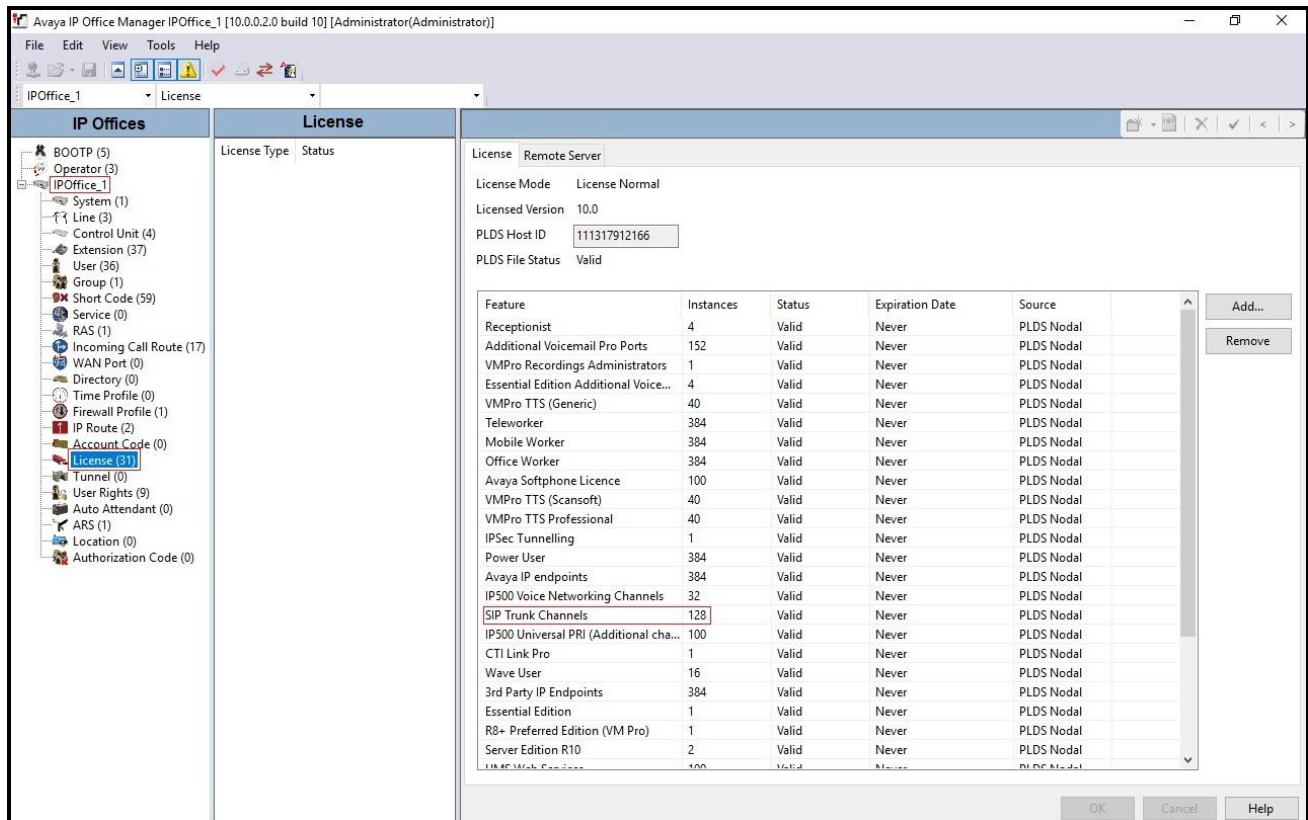 Avaya IP Office Manager IPOffice_1 [10.0.0.2.0 build 10] [Administrator(Administrator)]
File Edit View Tools Help
IPOffice_1 License
IP Offices
BOOTP (5)
Operator (3)
IPOffice_1
System (1)
Line (3)
Control Unit (4)
Extension (37)
User (36)
Group (1)
Short Code (59)
Service (0)
RAS (1)
Incoming Call Route (17)
WAN Port (0)
Directory (0)
Time Profile (0)
Firewall Profile (1)
IP Route (2)
Account Code (0)
License (31)
Tunnel (0)
User Rights (9)
Auto Attendant (0)
ARS (1)
Location (0)
Authorization Code (0)
License
License Type Status
License Remote Server
License Mode License Normal
Licensed Version 10.0
PLDS Host ID 111317912166
PLDS File Status Valid
Feature Instances Status Expiration Date Source
Receptionist 4 Valid Never PLDS Nodal
Additional Voicemail Pro Ports 152 Valid Never PLDS Nodal
VMPro Recordings Administrators 1 Valid Never PLDS Nodal
Essential Edition Additional Voice... 4 Valid Never PLDS Nodal
VMPro TTS (Generic) 40 Valid Never PLDS Nodal
Teleworker 384 Valid Never PLDS Nodal
Mobile Worker 384 Valid Never PLDS Nodal
Office Worker 384 Valid Never PLDS Nodal
Avaya Softphone Licence 100 Valid Never PLDS Nodal
VMPro TTS (Scansoft) 40 Valid Never PLDS Nodal
VMPro TTS Professional 40 Valid Never PLDS Nodal
IPSec Tunnelling 1 Valid Never PLDS Nodal
Power User 384 Valid Never PLDS Nodal
Avaya IP endpoints 384 Valid Never PLDS Nodal
IP500 Voice Networking Channels 32 Valid Never PLDS Nodal
SIP Trunk Channels 128 Valid Never PLDS Nodal
IP500 Universal PRI (Additional cha... 100 Valid Never PLDS Nodal
CTI Link Pro 1 Valid Never PLDS Nodal
Wave User 16 Valid Never PLDS Nodal
3rd Party IP Endpoints 384 Valid Never PLDS Nodal
Essential Edition 1 Valid Never PLDS Nodal
R8+ Preferred Edition (VM Pro) 1 Valid Never PLDS Nodal
Server Edition R10 2 Valid Never PLDS Nodal
UMS Web Services 100 Valid Never PLDS Nodal
Add...
Remove
OK Cancel Help